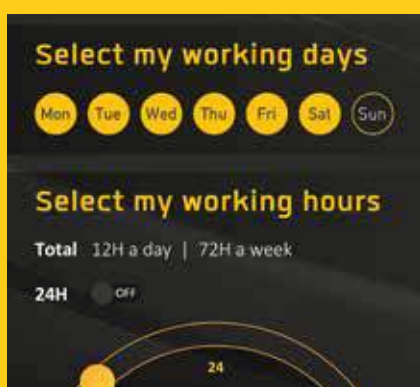 Select my working days
Mon Tue Wed Thu Fri Sat Sun
Select my working hours
Total 12H a day | 72H a week
24H OFF
24